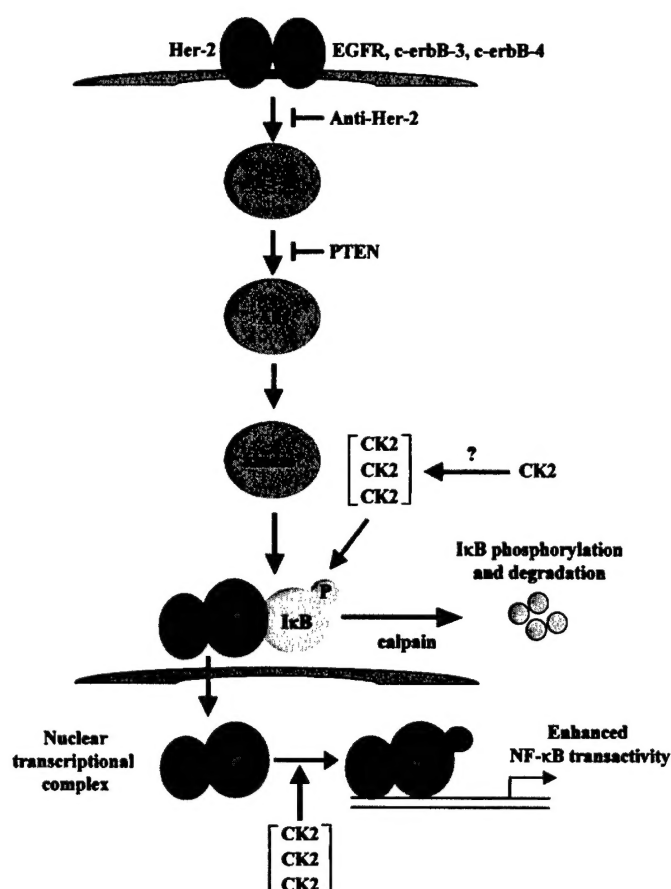 Her-2
EGFR, c-erbB-3, c-erbB-4
Anti-Her-2
PTEN
CK2
CK2
CK2
?
CK2
IκB phosphorylation
and degradation
P
IκB
calpain
Nuclear
transcriptional
complex
Enhanced
NF-κB transactivity
CK2
CK2
CK2